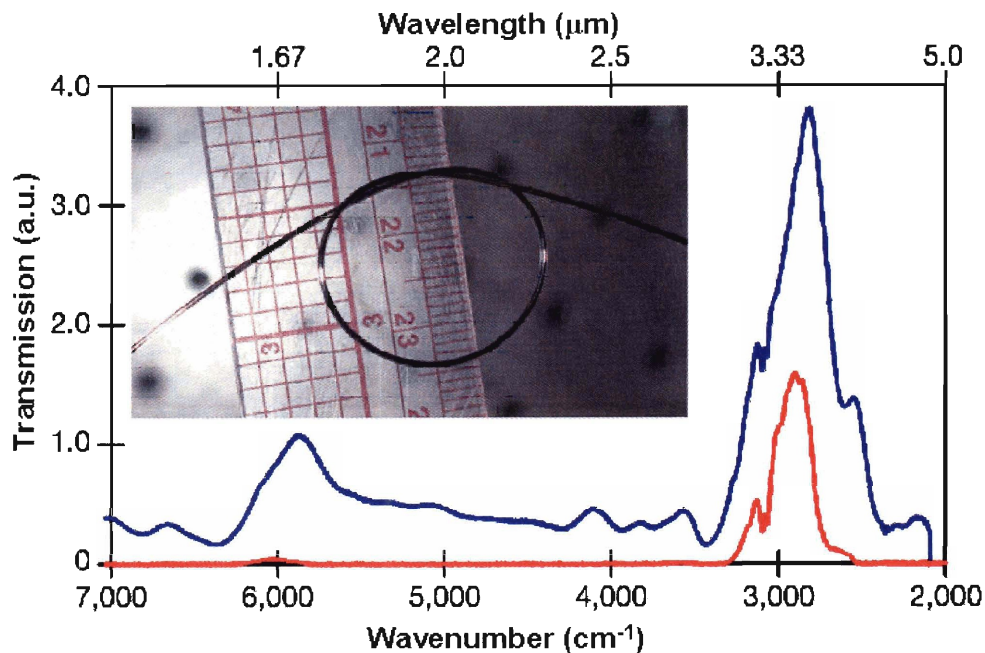 Wavelength (μm)
1.67 2.0 2.5 3.33 5.0
Transmission (a.u.)
4.0
3.0
2.0
1.0
0
21
22
3
23
3
7,000 6,000 5,000 4,000 3,000 2,000
Wavenumber (cm⁻¹)